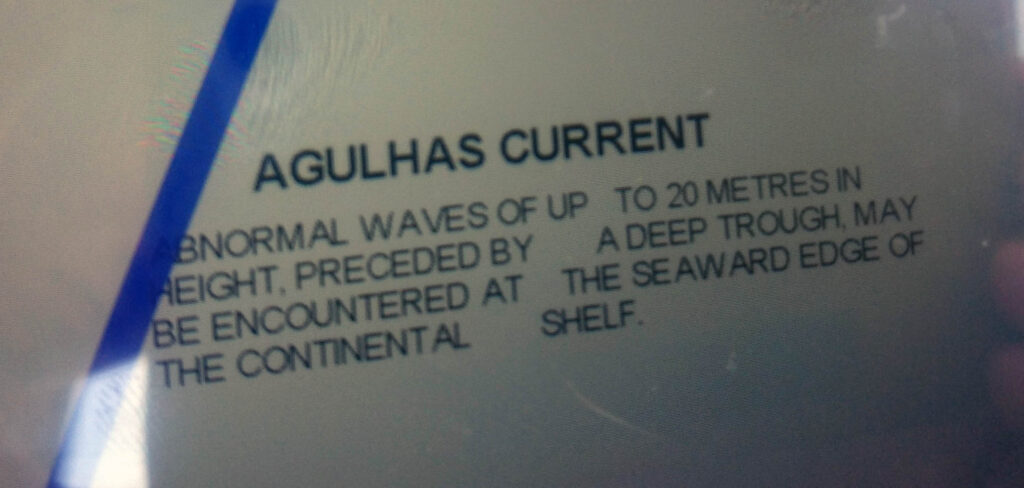 AGULHAS CURRENT
ABNORMAL WAVES OF UP TO 20 METRES IN
HEIGHT, PRECEDED BY A DEEP TROUGH, MAY
BE ENCOUNTERED AT THE SEAWARD EDGE OF
THE CONTINENTAL SHELF.